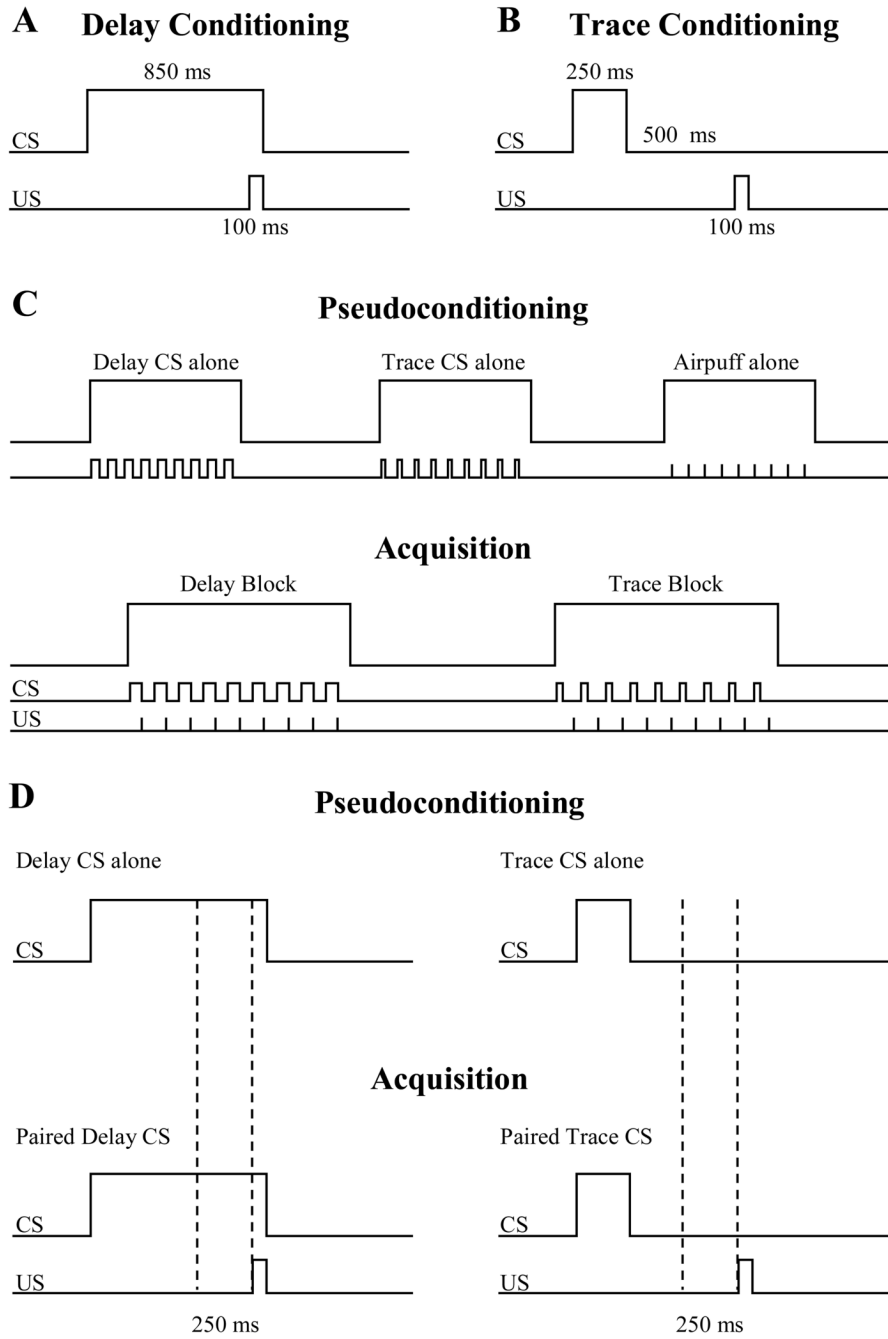 A Delay Conditioning
850 ms
CS
US
100 ms
B Trace Conditioning
250 ms
CS
500 ms
US
100 ms
C
Pseudoconditioning
Delay CS alone
Trace CS alone
Airpuff alone
Acquisition
Delay Block
Trace Block
CS
US
D
Pseudoconditioning
Delay CS alone
Trace CS alone
CS
CS
Acquisition
Paired Delay CS
Paired Trace CS
CS
CS
US
US
250 ms
250 ms